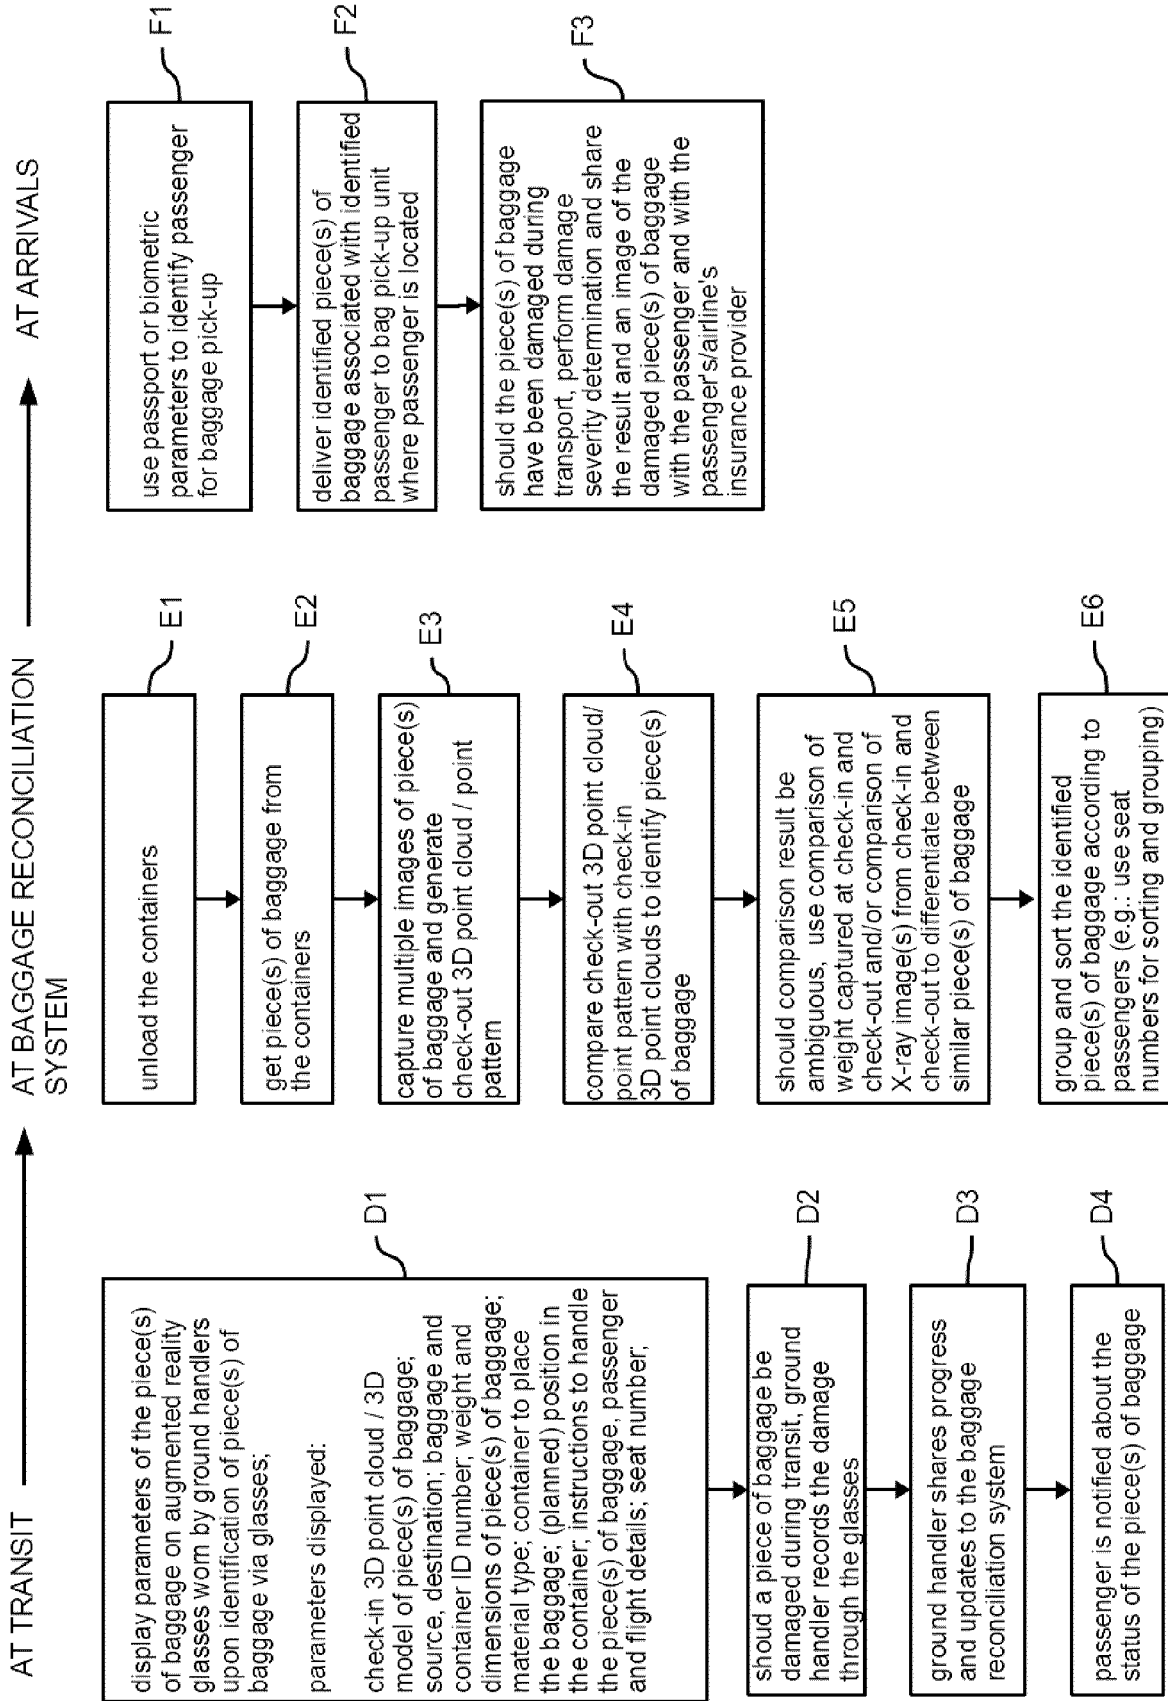 AT TRANSIT
display parameters of the piece(s)
of baggage on augmented reality
glasses worn by ground handlers
upon identification of piece(s) of
baggage via glasses;
parameters displayed:
check-in 3D point cloud / 3D
model of piece(s) of baggage;
source, destination; baggage and
container ID number; weight and
dimensions of piece(s) of baggage;
material type; container to place
the baggage; (planned) position in
the container; instructions to handle
the piece(s) of baggage, passenger
and flight details; seat number;
D1
shoud a piece of baggage be
damaged during transit, ground
handler records the damage
through the glasses
D2
ground handler shares progress
and updates to the baggage
reconciliation system
D3
passenger is notified about the
status of the piece(s) of baggage
D4
AT BAGGAGE RECONCILIATION
SYSTEM
unload the containers
E1
get piece(s) of baggage from
the containers
E2
capture multiple images of piece(s)
of baggage and generate
check-out 3D point cloud / point
pattern
E3
compare check-out 3D point cloud/
point pattern with check-in
3D point clouds to identify piece(s)
of baggage
E4
should comparison result be
ambiguous,  use comparison of
weight captured at check-in and
check-out and/or comparison of
X-ray image(s) from check-in and
check-out to differentiate between
similar piece(s) of baggage
E5
group and sort the identified
piece(s) of baggage according to
passengers (e.g.: use seat
numbers for sorting and grouping)
E6
AT ARRIVALS
use passport or biometric
parameters to identify passenger
for baggage pick-up
F1
deliver identified piece(s) of
baggage associated with identified
passenger to bag pick-up unit
where passenger is located
F2
should the piece(s) of baggage
have been damaged during
transport, perform damage
severity determination and share
the result and an image of the
damaged piece(s) of baggage
with the passenger and with the
passenger's/airline's
insurance provider
F3